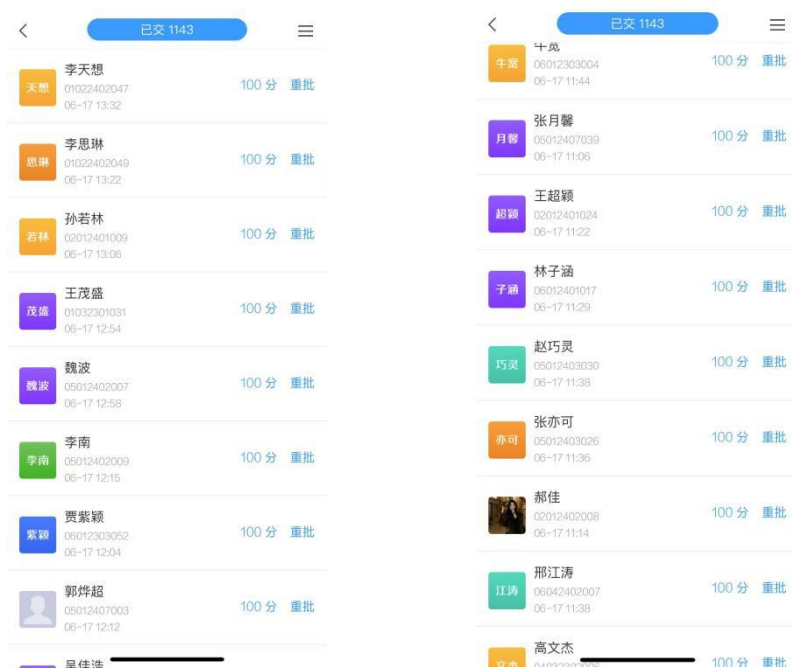 已交 1143
天想
李天想
01022402047
06-17 13:32
100 分 重批
思琳
李思琳
01022402049
06-17 13:22
100 分 重批
若林
孙若林
02012401009
06-17 13:06
100 分 重批
茂盛
王茂盛
01032301031
06-17 12:54
100 分 重批
魏波
魏波
05012402007
06-17 12:58
100 分 重批
李南
李南
05012402009
06-17 12:15
100 分 重批
紫颖
贾紫颖
06012303052
06-17 12:04
100 分 重批
郭烨超
05012407003
06-17 12:12
100 分 重批
吴佳浩
已交 1143
牛宽
牛宽
06012303004
06-17 11:44
100 分 重批
月馨
张月馨
05012407039
06-17 11:06
100 分 重批
超颖
王超颖
02012401024
06-17 11:22
100 分 重批
子涵
林子涵
06012401017
06-17 11:29
100 分 重批
巧灵
赵巧灵
05012403030
06-17 11:38
100 分 重批
亦可
张亦可
05012403026
06-17 11:36
100 分 重批
郝佳
02012402008
06-17 11:14
100 分 重批
江涛
邢江涛
06042402007
06-17 11:38
100 分 重批
文杰
高文杰
100 分 重批